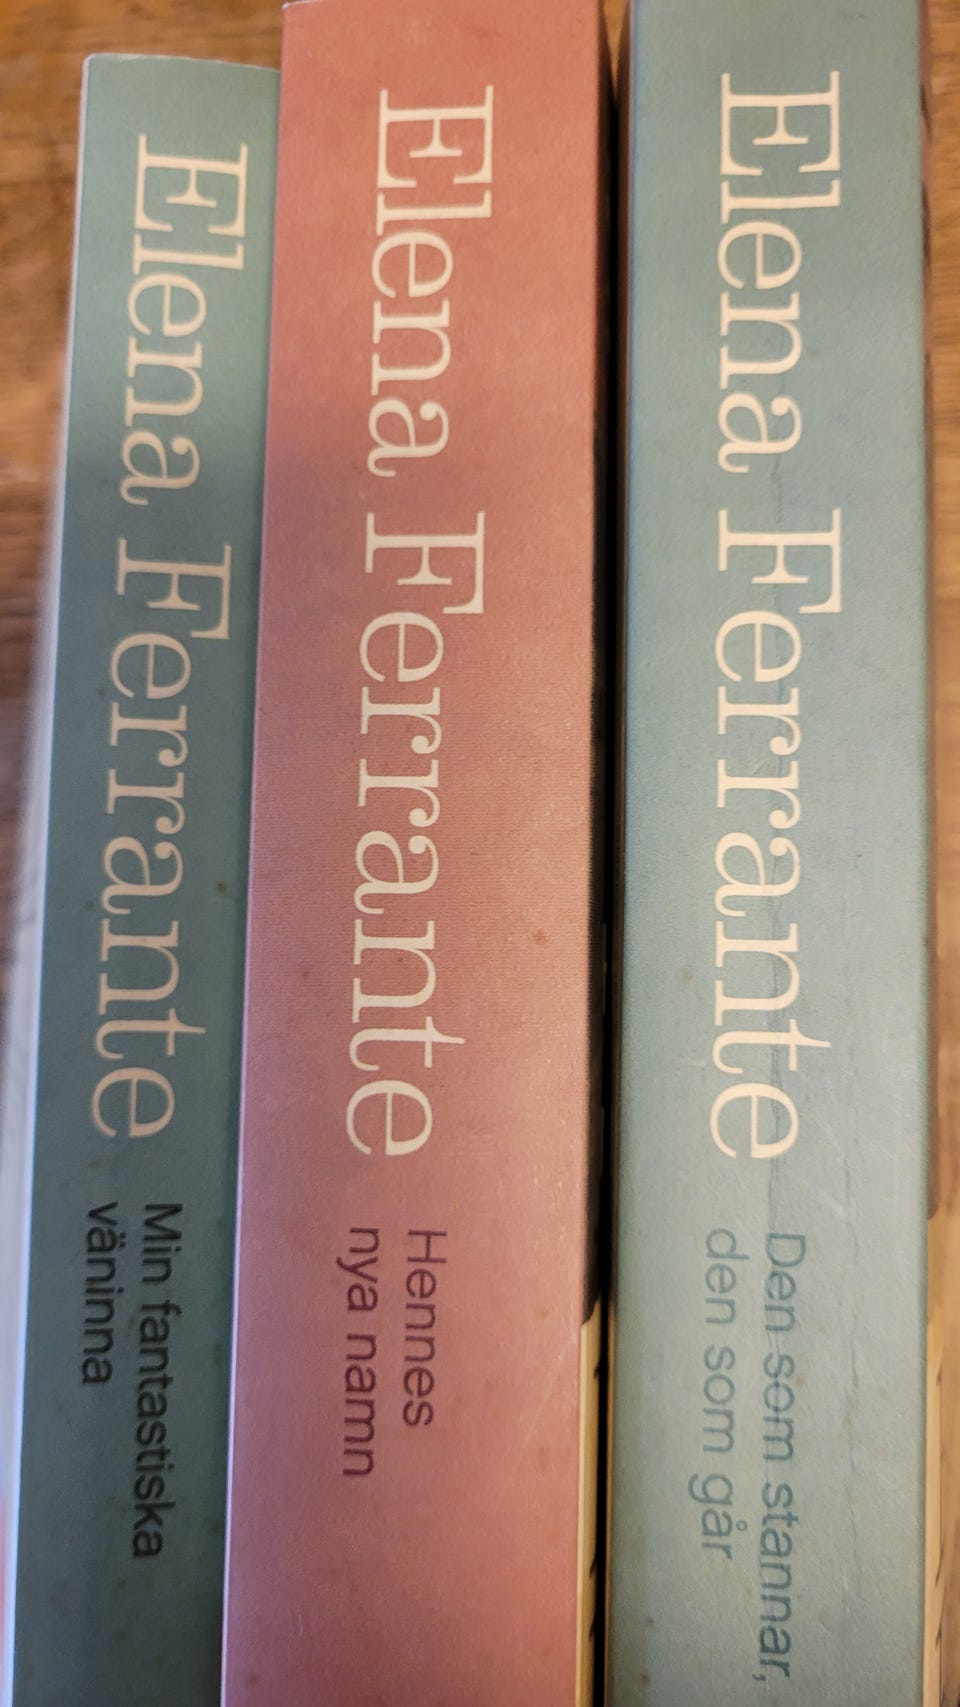 Elena Ferrante
Min fantastiska
väninna
Elena Ferrante
Hennes
nya namn
Elena Ferrante
Den som stannar,
den som går